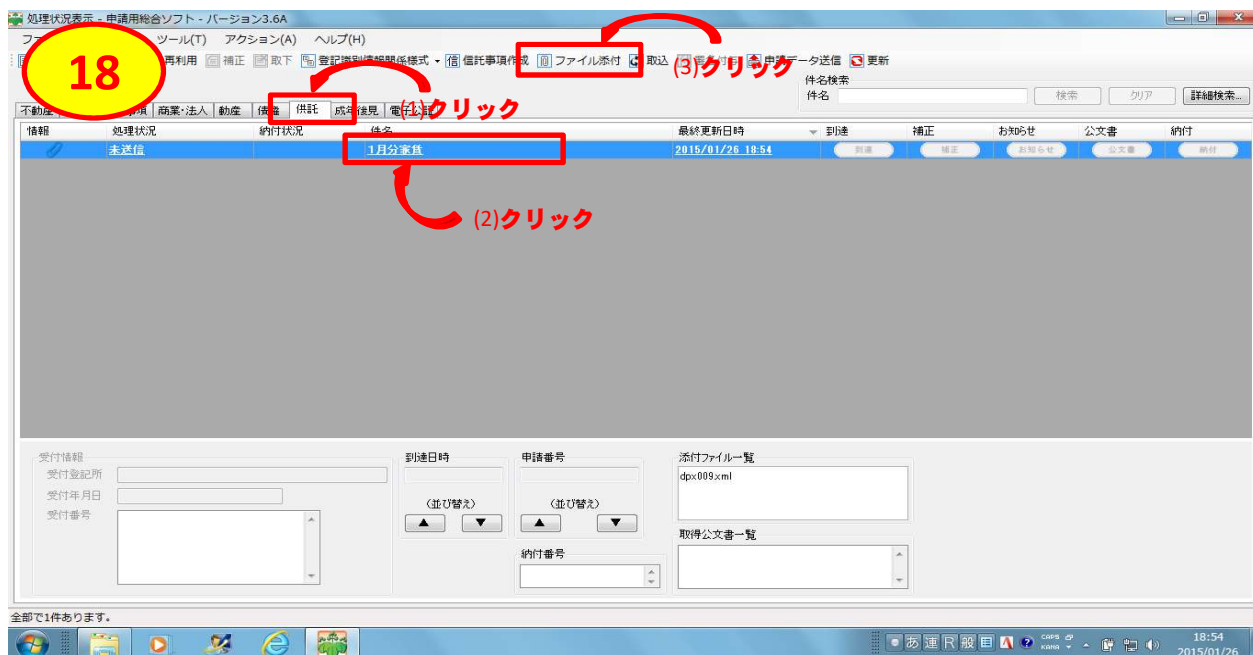 処理状況表示 - 申請用総合ソフト - バージョン3.6A
ツール(T) アクション(A) ヘルプ(H)
18
再利用 補正 取下 登記識別情報関係様式 信 信託事項作成 ファイル添付 取込 申請データ送信 更新
(3)クリック
件名検索
件名 検索 クリア 詳細検索...
不動産 商業・法人 動産 債権 供託 成年後見 電子公証
(1)クリック
情報 処理状況 納付状況 件名 最終更新日時 到達 補正 お知らせ 公文書 納付
未送信 1月分家賃 2015/01/26 18:54 到達 補正 お知らせ 公文書 納付
(2)クリック
受付情報 到達日時 申請番号 添付ファイル一覧
受付登記所 dpx009.xml
受付年月日
受付番号 (並び替え) (並び替え)
▲ ▼ ▲ ▼
取得公文書一覧
納付番号
全部で1件あります。
あ 連 R 般 CAPS KANA 18:54
2015/01/26